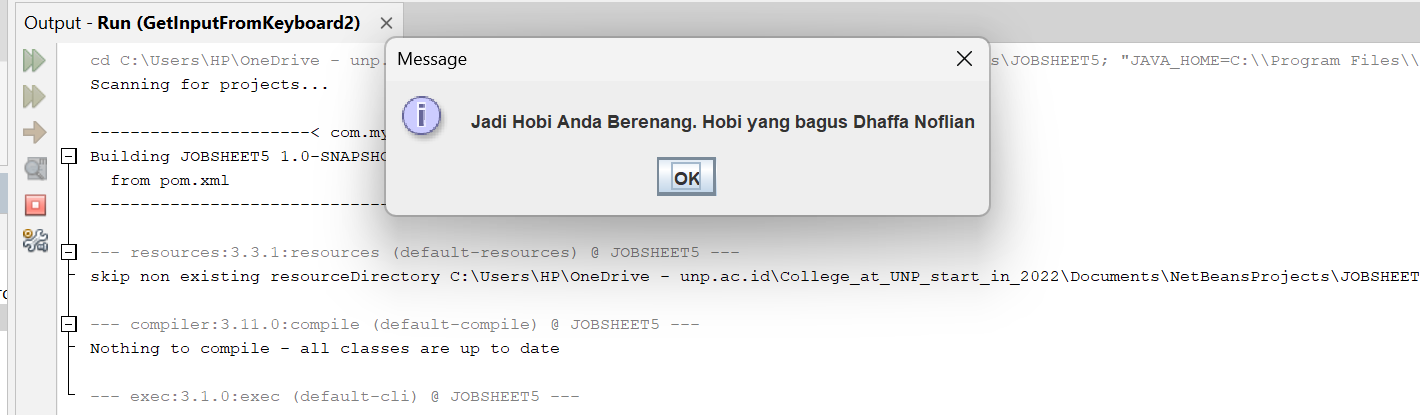 Output - Run (GetInputFromKeyboard2)
cd C:\Users\HP\OneDrive - unp. s\JOBSHEET5; "JAVA_HOME=C:\\Program Files\\
Scanning for projects...
Message
Jadi Hobi Anda Berenang. Hobi yang bagus Dhaffa Noflian
OK
---------------------< com.my
Building JOBSHEET5 1.0-SNAPSHO
from pom.xml
------------------------------
--- resources:3.3.1:resources (default-resources) @ JOBSHEET5 ---
skip non existing resourceDirectory C:\Users\HP\OneDrive - unp.ac.id\College_at_UNP_start_in_2022\Documents\NetBeansProjects\JOBSHEET
--- compiler:3.11.0:compile (default-compile) @ JOBSHEET5 ---
Nothing to compile - all classes are up to date
--- exec:3.1.0:exec (default-cli) @ JOBSHEET5 ---